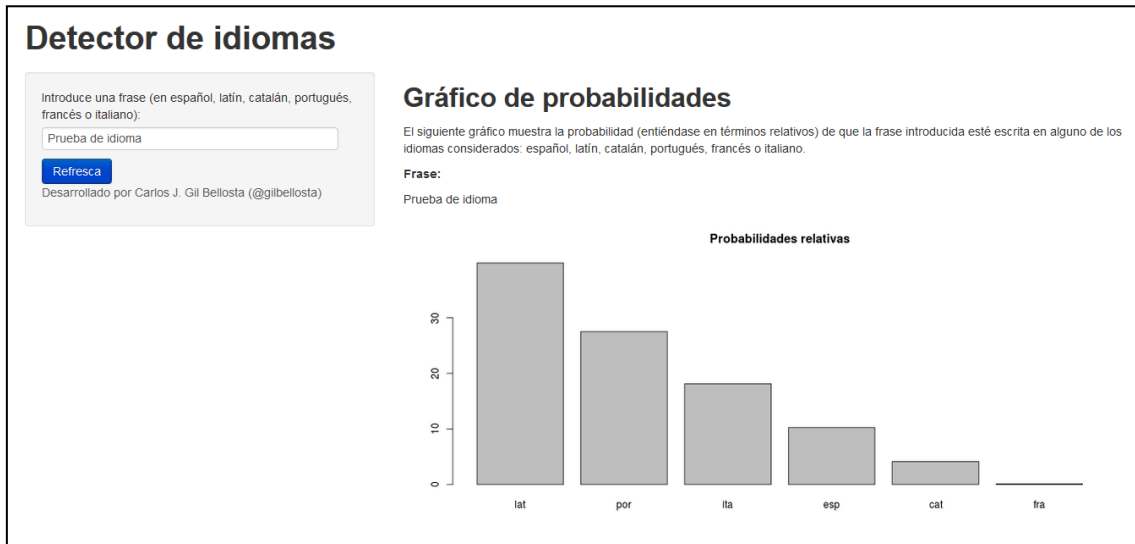 Detector de idiomas
Introduce una frase (en español, latín, catalán, portugués,
francés o italiano):
Prueba de idioma
Refresca
Desarrollado por Carlos J. Gil Bellosta (@gilbellosta)
Gráfico de probabilidades
El siguiente gráfico muestra la probabilidad (entiéndase en términos relativos) de que la frase introducida esté escrita en alguno de los
idiomas considerados: español, latín, catalán, portugués, francés o italiano.
Frase:
Prueba de idioma
Probabilidades relativas
30
20
10
0
lat por ita esp cat fra